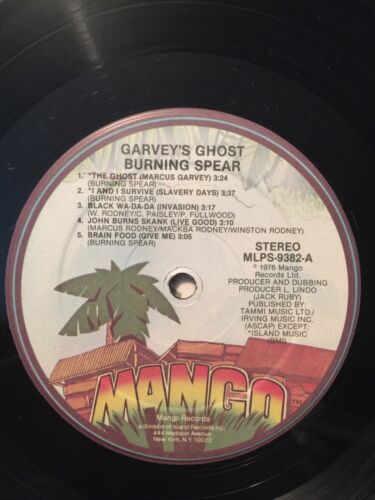 GARVEY'S GHOST
BURNING SPEAR
1. *THE GHOST (MARCUS GARVEY) 3:24
(BURNING SPEAR)
2. *I AND I SURVIVE (SLAVERY DAYS) 3:37
(BURNING SPEAR)
3. BLACK WA-DA-DA (INVASION) 3:17
(W. RODNEY/C. PAISLEY/P. FULLWOOD)
4. JOHN BURNS SKANK (LIVE GOOD) 3:10
(MARCUS RODNEY/MACKBA RODNEY/WINSTON RODNEY)
5. BRAIN FOOD (GIVE ME) 3:05
(BURNING SPEAR)
STEREO
MLPS-9382-A
℗ 1976 Mango
Records Ltd.
PRODUCER AND DUBBING
PRODUCER L. LINDO
(JACK RUBY)
PUBLISHED BY:
TAMMI MUSIC LTD./
IRVING MUSIC INC.
(ASCAP) EXCEPT:
*ISLAND MUSIC
(BMI)
MANGO
TM
Mango Records
a division of Island Records Inc.
444 Madison Avenue
New York, N.Y. 10022